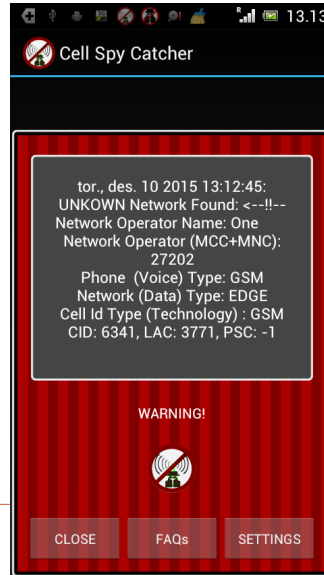 R
13.13
Cell Spy Catcher
tor., des. 10 2015 13:12:45:
UNKOWN Network Found: <--!!--
Network Operator Name: One
Network Operator (MCC+MNC):
27202
Phone (Voice) Type: GSM
Network (Data) Type: EDGE
Cell Id Type (Technology) : GSM
CID: 6341, LAC: 3771, PSC: -1
WARNING!
CLOSE
FAQs
SETTINGS